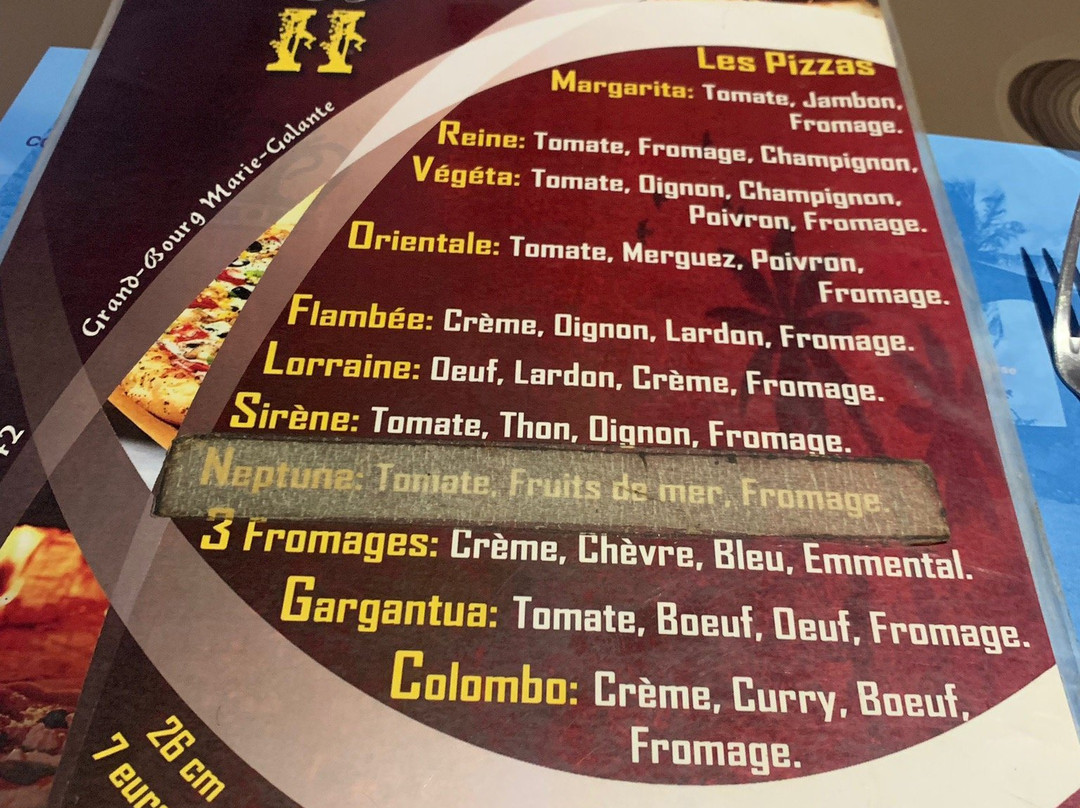 II
Grand-Bourg Marie-Galante
Les Pizzas
Margarita: Tomate, Jambon,
Fromage.
Reine: Tomate, Fromage, Champignon,
Végéta: Tomate, Oignon, Champignon,
Poivron, Fromage.
Orientale: Tomate, Merguez, Poivron,
Fromage.
Flambée: Crème, Oignon, Lardon, Fromage.
Lorraine: Oeuf, Lardon, Crème, Fromage.
Sirène: Tomate, Thon, Oignon, Fromage.
Neptune: Tomate, Fruits de mer, Fromage.
3 Fromages: Crème, Chèvre, Bleu, Emmental.
Gargantua: Tomate, Boeuf, Oeuf, Fromage.
Colombo: Crème, Curry, Boeuf,
Fromage.
26 cm
7 euro